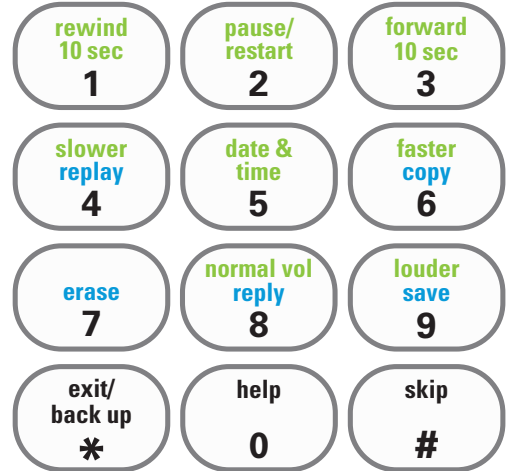 rewind
10 sec
1
pause/
restart
2
forward
10 sec
3
slower
replay
4
date &
time
5
faster
copy
6
erase
7
normal vol
reply
8
louder
save
9
exit/
back up
*
help
0
skip
#